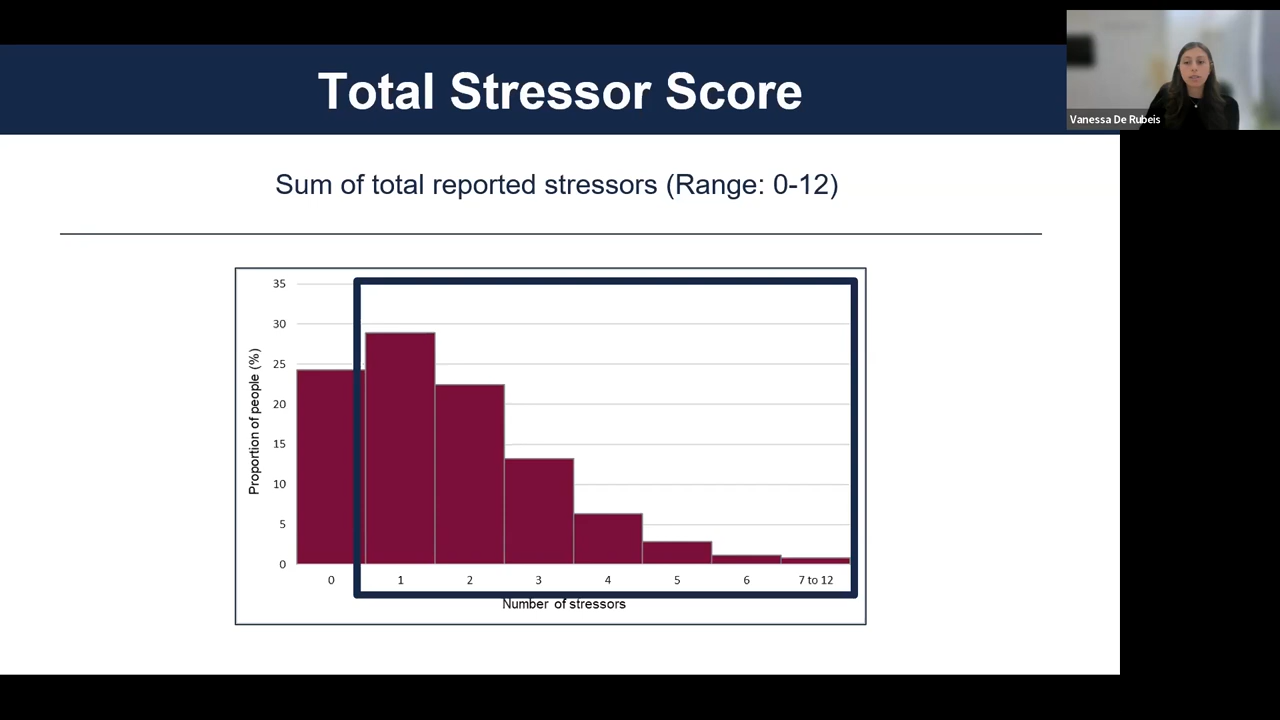 Total Stressor Score
Vanessa De Rubeis
Sum of total reported stressors (Range: 0-12)
35
30
25
20
15
10
5
0
Proportion of people (%)
0 1 2 3 4 5 6 7 to 12
Number of stressors